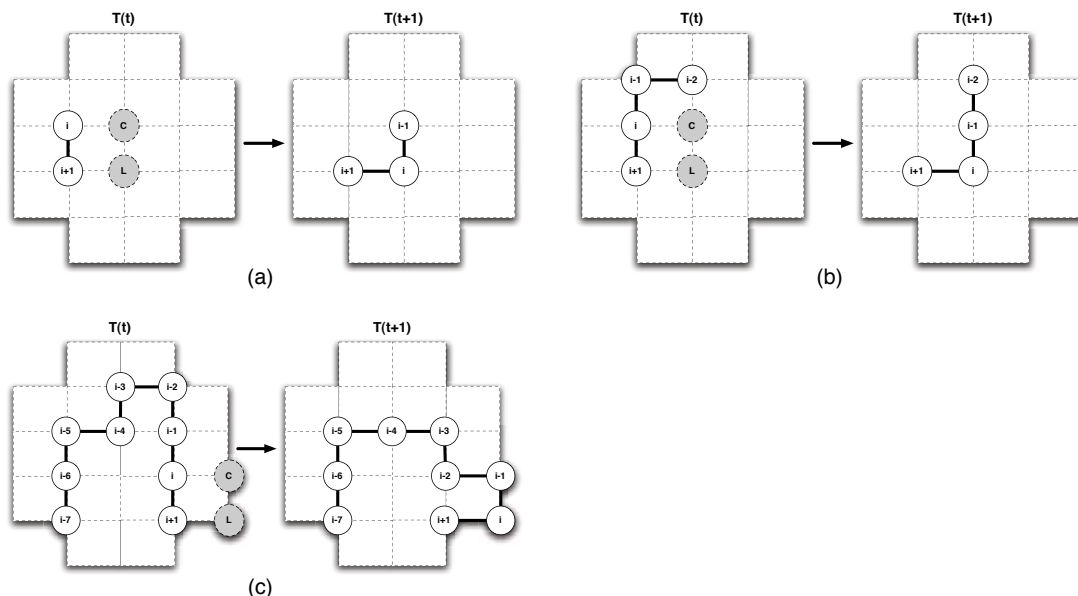 T(t) T(t+1) T(t) T(t+1)
i-1 i-2 i-2
i C i-1 i C i-1
i+1 L i+1 i i+1 L i+1 i
(a) (b)
T(t) T(t+1)
i-3 i-2
i-5 i-4 i-1 i-5 i-4 i-3
i-6 i C i-6 i-2 i-1
i-7 i+1 L i-7 i+1 i
(c)